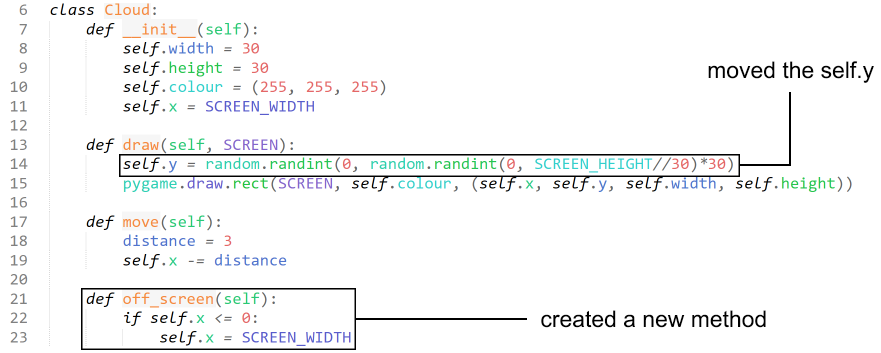 6 class Cloud:
7     def __init__(self):
8         self.width = 30
9         self.height = 30
10         self.colour = (255, 255, 255)
11         self.x = SCREEN_WIDTH
12
13     def draw(self, SCREEN):
14         self.y = random.randint(0, random.randint(0, SCREEN_HEIGHT//30)*30)
15         pygame.draw.rect(SCREEN, self.colour, (self.x, self.y, self.width, self.height))
16
17     def move(self):
18         distance = 3
19         self.x -= distance
20
21     def off_screen(self):
22         if self.x <= 0:
23             self.x = SCREEN_WIDTH
moved the self.y
created a new method